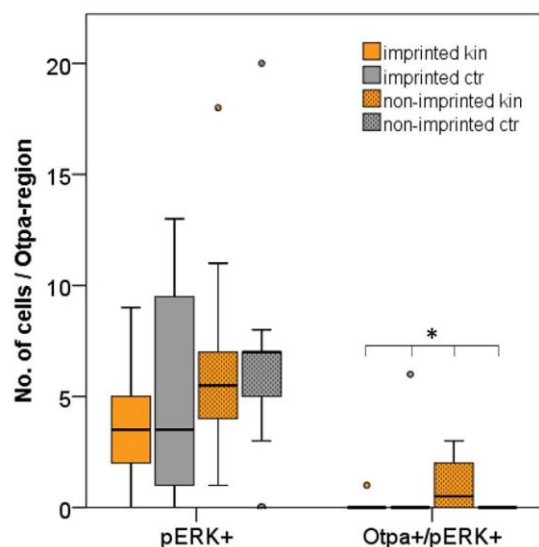 No. of cells / Otpa-region
20
15
10
5
0
imprinted kin
imprinted ctr
non-imprinted kin
non-imprinted ctr
*
pERK+
Otpa+/pERK+